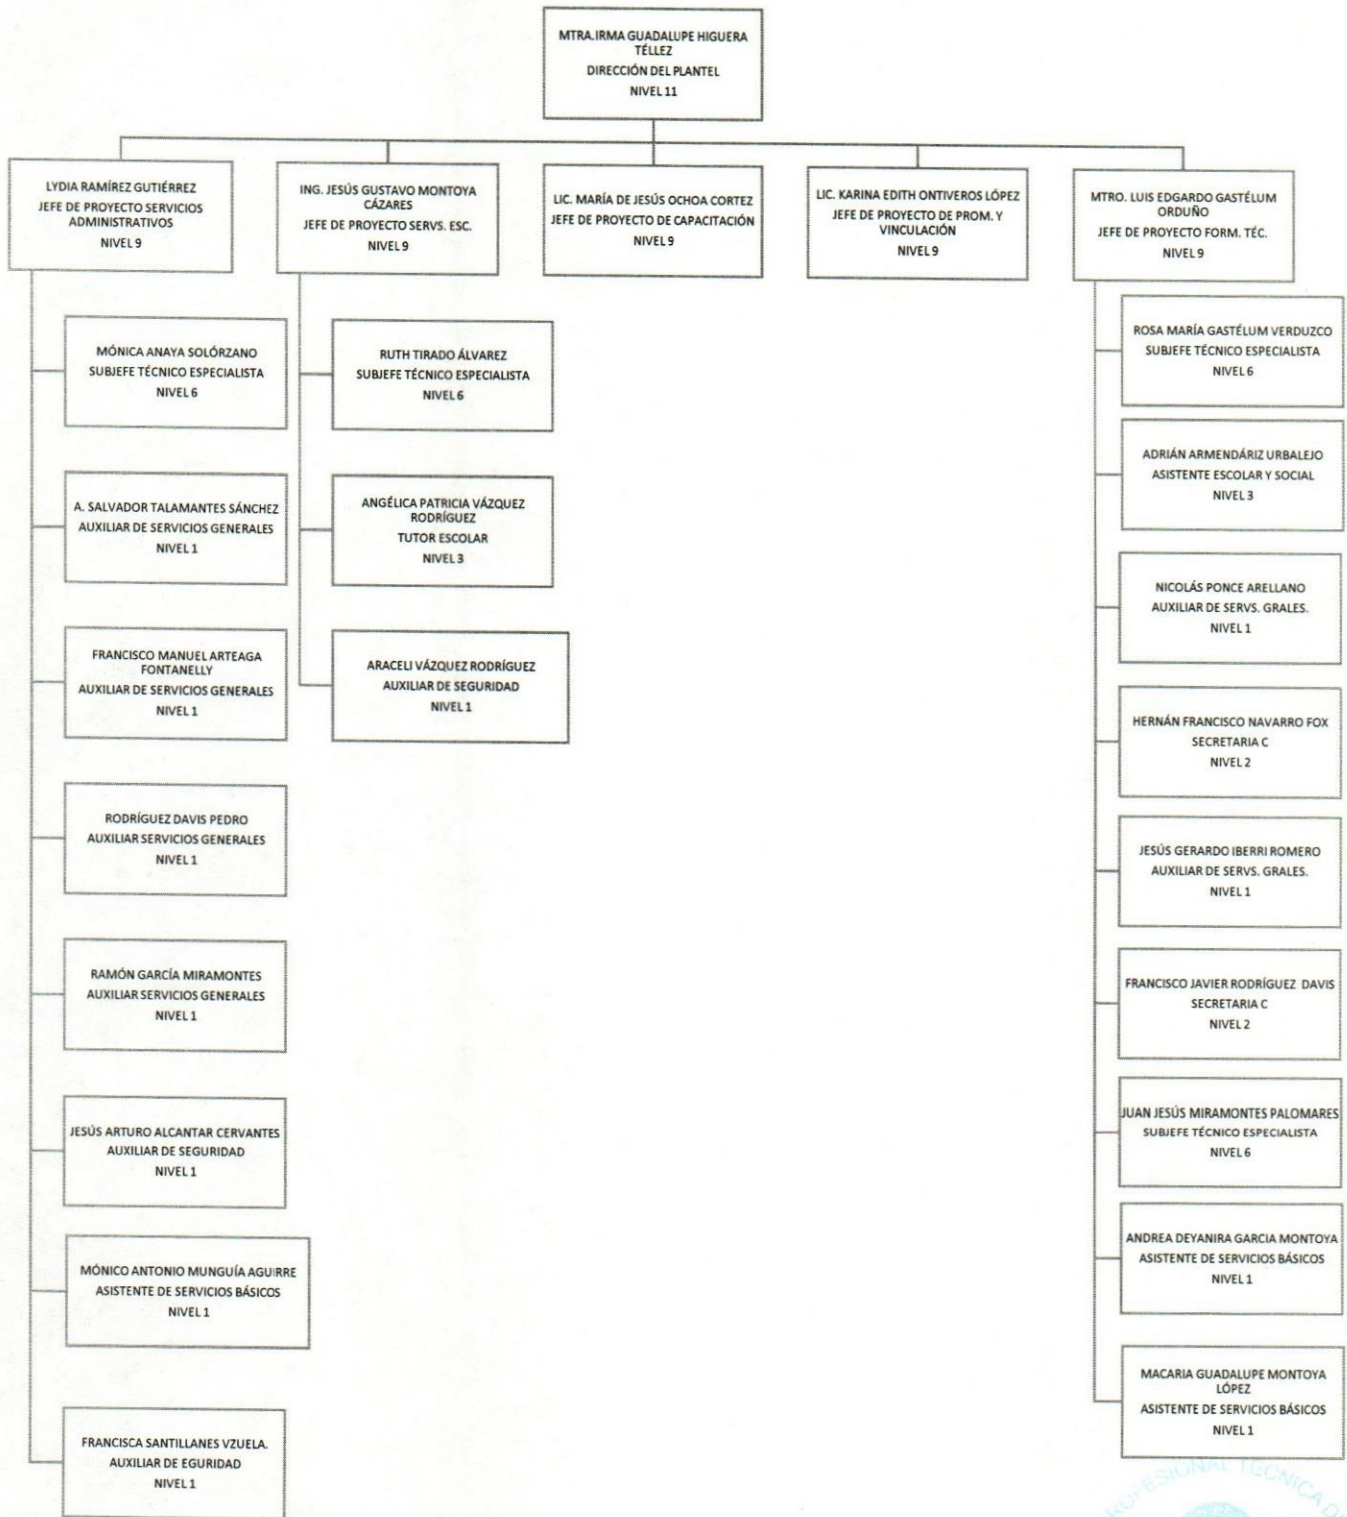 MTRA.IRMA GUADALUPE HIGUERA
TÉLLEZ
DIRECCIÓN DEL PLANTEL
NIVEL 11
LYDIA RAMÍREZ GUTIÉRREZ
JEFE DE PROYECTO SERVICIOS
ADMINISTRATIVOS
NIVEL 9
ING. JESÚS GUSTAVO MONTOYA
CÁZARES
JEFE DE PROYECTO SERVS. ESC.
NIVEL 9
LIC. MARÍA DE JESÚS OCHOA CORTEZ
JEFE DE PROYECTO DE CAPACITACIÓN
NIVEL 9
LIC. KARINA EDITH ONTIVEROS LÓPEZ
JEFE DE PROYECTO DE PROM. Y
VINCULACIÓN
NIVEL 9
MTRO. LUIS EDGARDO GASTÉLUM
ORDUÑO
JEFE DE PROYECTO FORM. TÉC.
NIVEL 9
MÓNICA ANAYA SOLÓRZANO
SUBJEFE TÉCNICO ESPECIALISTA
NIVEL 6
A. SALVADOR TALAMANTES SÁNCHEZ
AUXILIAR DE SERVICIOS GENERALES
NIVEL 1
FRANCISCO MANUEL ARTEAGA
FONTANELLY
AUXILIAR DE SERVICIOS GENERALES
NIVEL 1
RODRÍGUEZ DAVIS PEDRO
AUXILIAR SERVICIOS GENERALES
NIVEL 1
RAMÓN GARCÍA MIRAMONTES
AUXILIAR SERVICIOS GENERALES
NIVEL 1
JESÚS ARTURO ALCANTAR CERVANTES
AUXILIAR DE SEGURIDAD
NIVEL 1
MÓNICO ANTONIO MUNGUÍA AGUIRRE
ASISTENTE DE SERVICIOS BÁSICOS
NIVEL 1
FRANCISCA SANTILLANES VZUELA.
AUXILIAR DE EGURIDAD
NIVEL 1
RUTH TIRADO ÁLVAREZ
SUBJEFE TÉCNICO ESPECIALISTA
NIVEL 6
ANGÉLICA PATRICIA VÁZQUEZ
RODRÍGUEZ
TUTOR ESCOLAR
NIVEL 3
ARACELI VÁZQUEZ RODRÍGUEZ
AUXILIAR DE SEGURIDAD
NIVEL 1
ROSA MARÍA GASTÉLUM VERDUZCO
SUBJEFE TÉCNICO ESPECIALISTA
NIVEL 6
ADRIÁN ARMENDÁRIZ URBALEJO
ASISTENTE ESCOLAR Y SOCIAL
NIVEL 3
NICOLÁS PONCE ARELLANO
AUXILIAR DE SERVS. GRALES.
NIVEL 1
HERNÁN FRANCISCO NAVARRO FOX
SECRETARIA C
NIVEL 2
JESÚS GERARDO IBERRI ROMERO
AUXILIAR DE SERVS. GRALES.
NIVEL 1
FRANCISCO JAVIER RODRÍGUEZ DAVIS
SECRETARIA C
NIVEL 2
JUAN JESÚS MIRAMONTES PALOMARES
SUBJEFE TÉCNICO ESPECIALISTA
NIVEL 6
ANDREA DEYANIRA GARCIA MONTOYA
ASISTENTE DE SERVICIOS BÁSICOS
NIVEL 1
MACARIA GUADALUPE MONTOYA
LÓPEZ
ASISTENTE DE SERVICIOS BÁSICOS
NIVEL 1
TÉCNICA